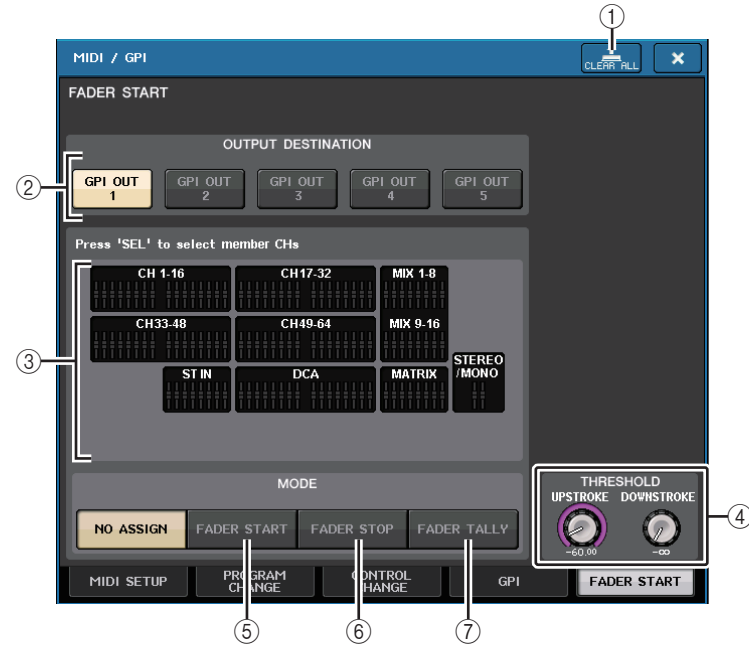 ①
MIDI / GPI
CLEAR ALL
×
FADER START
OUTPUT DESTINATION
②
GPI OUT 1
GPI OUT 2
GPI OUT 3
GPI OUT 4
GPI OUT 5
Press 'SEL' to select member CHs
③
CH 1-16
CH17-32
MIX 1-8
CH33-48
CH49-64
MIX 9-16
ST IN
DCA
MATRIX
STEREO /MONO
MODE
NO ASSIGN
FADER START
FADER STOP
FADER TALLY
THRESHOLD
UPSTROKE
DOWNSTROKE
-60.00
-∞
④
MIDI SETUP
PROGRAM CHANGE
CONTROL CHANGE
GPI
FADER START
⑤
⑥
⑦